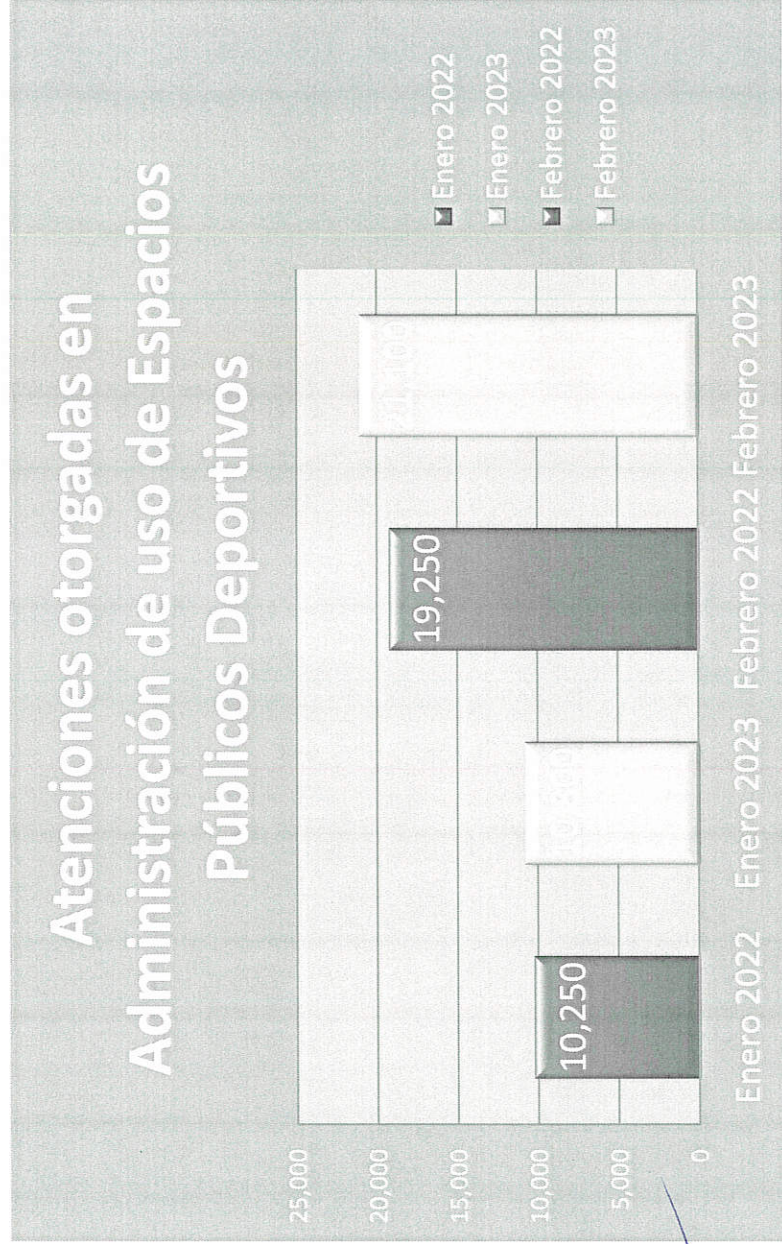 Atenciones otorgadas en
Administración de uso de Espacios
Públicos Deportivos
25,000
20,000
15,000
10,000
5,000
0
10,250
19,250
Enero 2022
Enero 2023
Febrero 2022
Febrero 2023
Enero 2022
Enero 2023
Febrero 2022
Febrero 2023